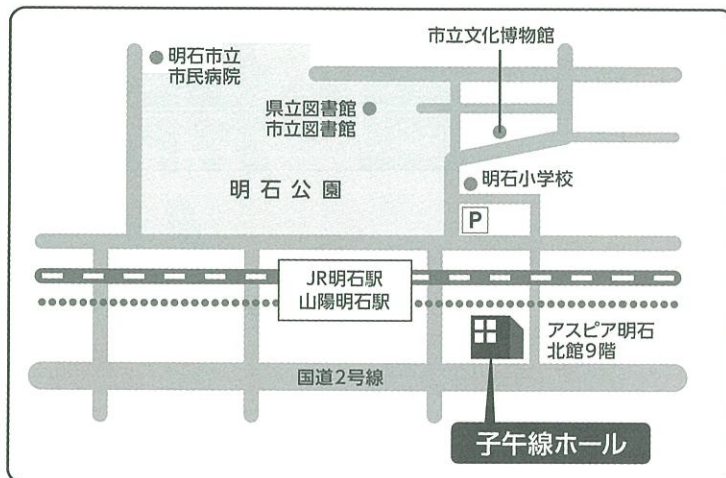 市立文化博物館
明石市立
市民病院
県立図書館
市立図書館
明石公園
明石小学校
P
JR明石駅
山陽明石駅
アスピア明石
北館9階
国道2号線
子午線ホール